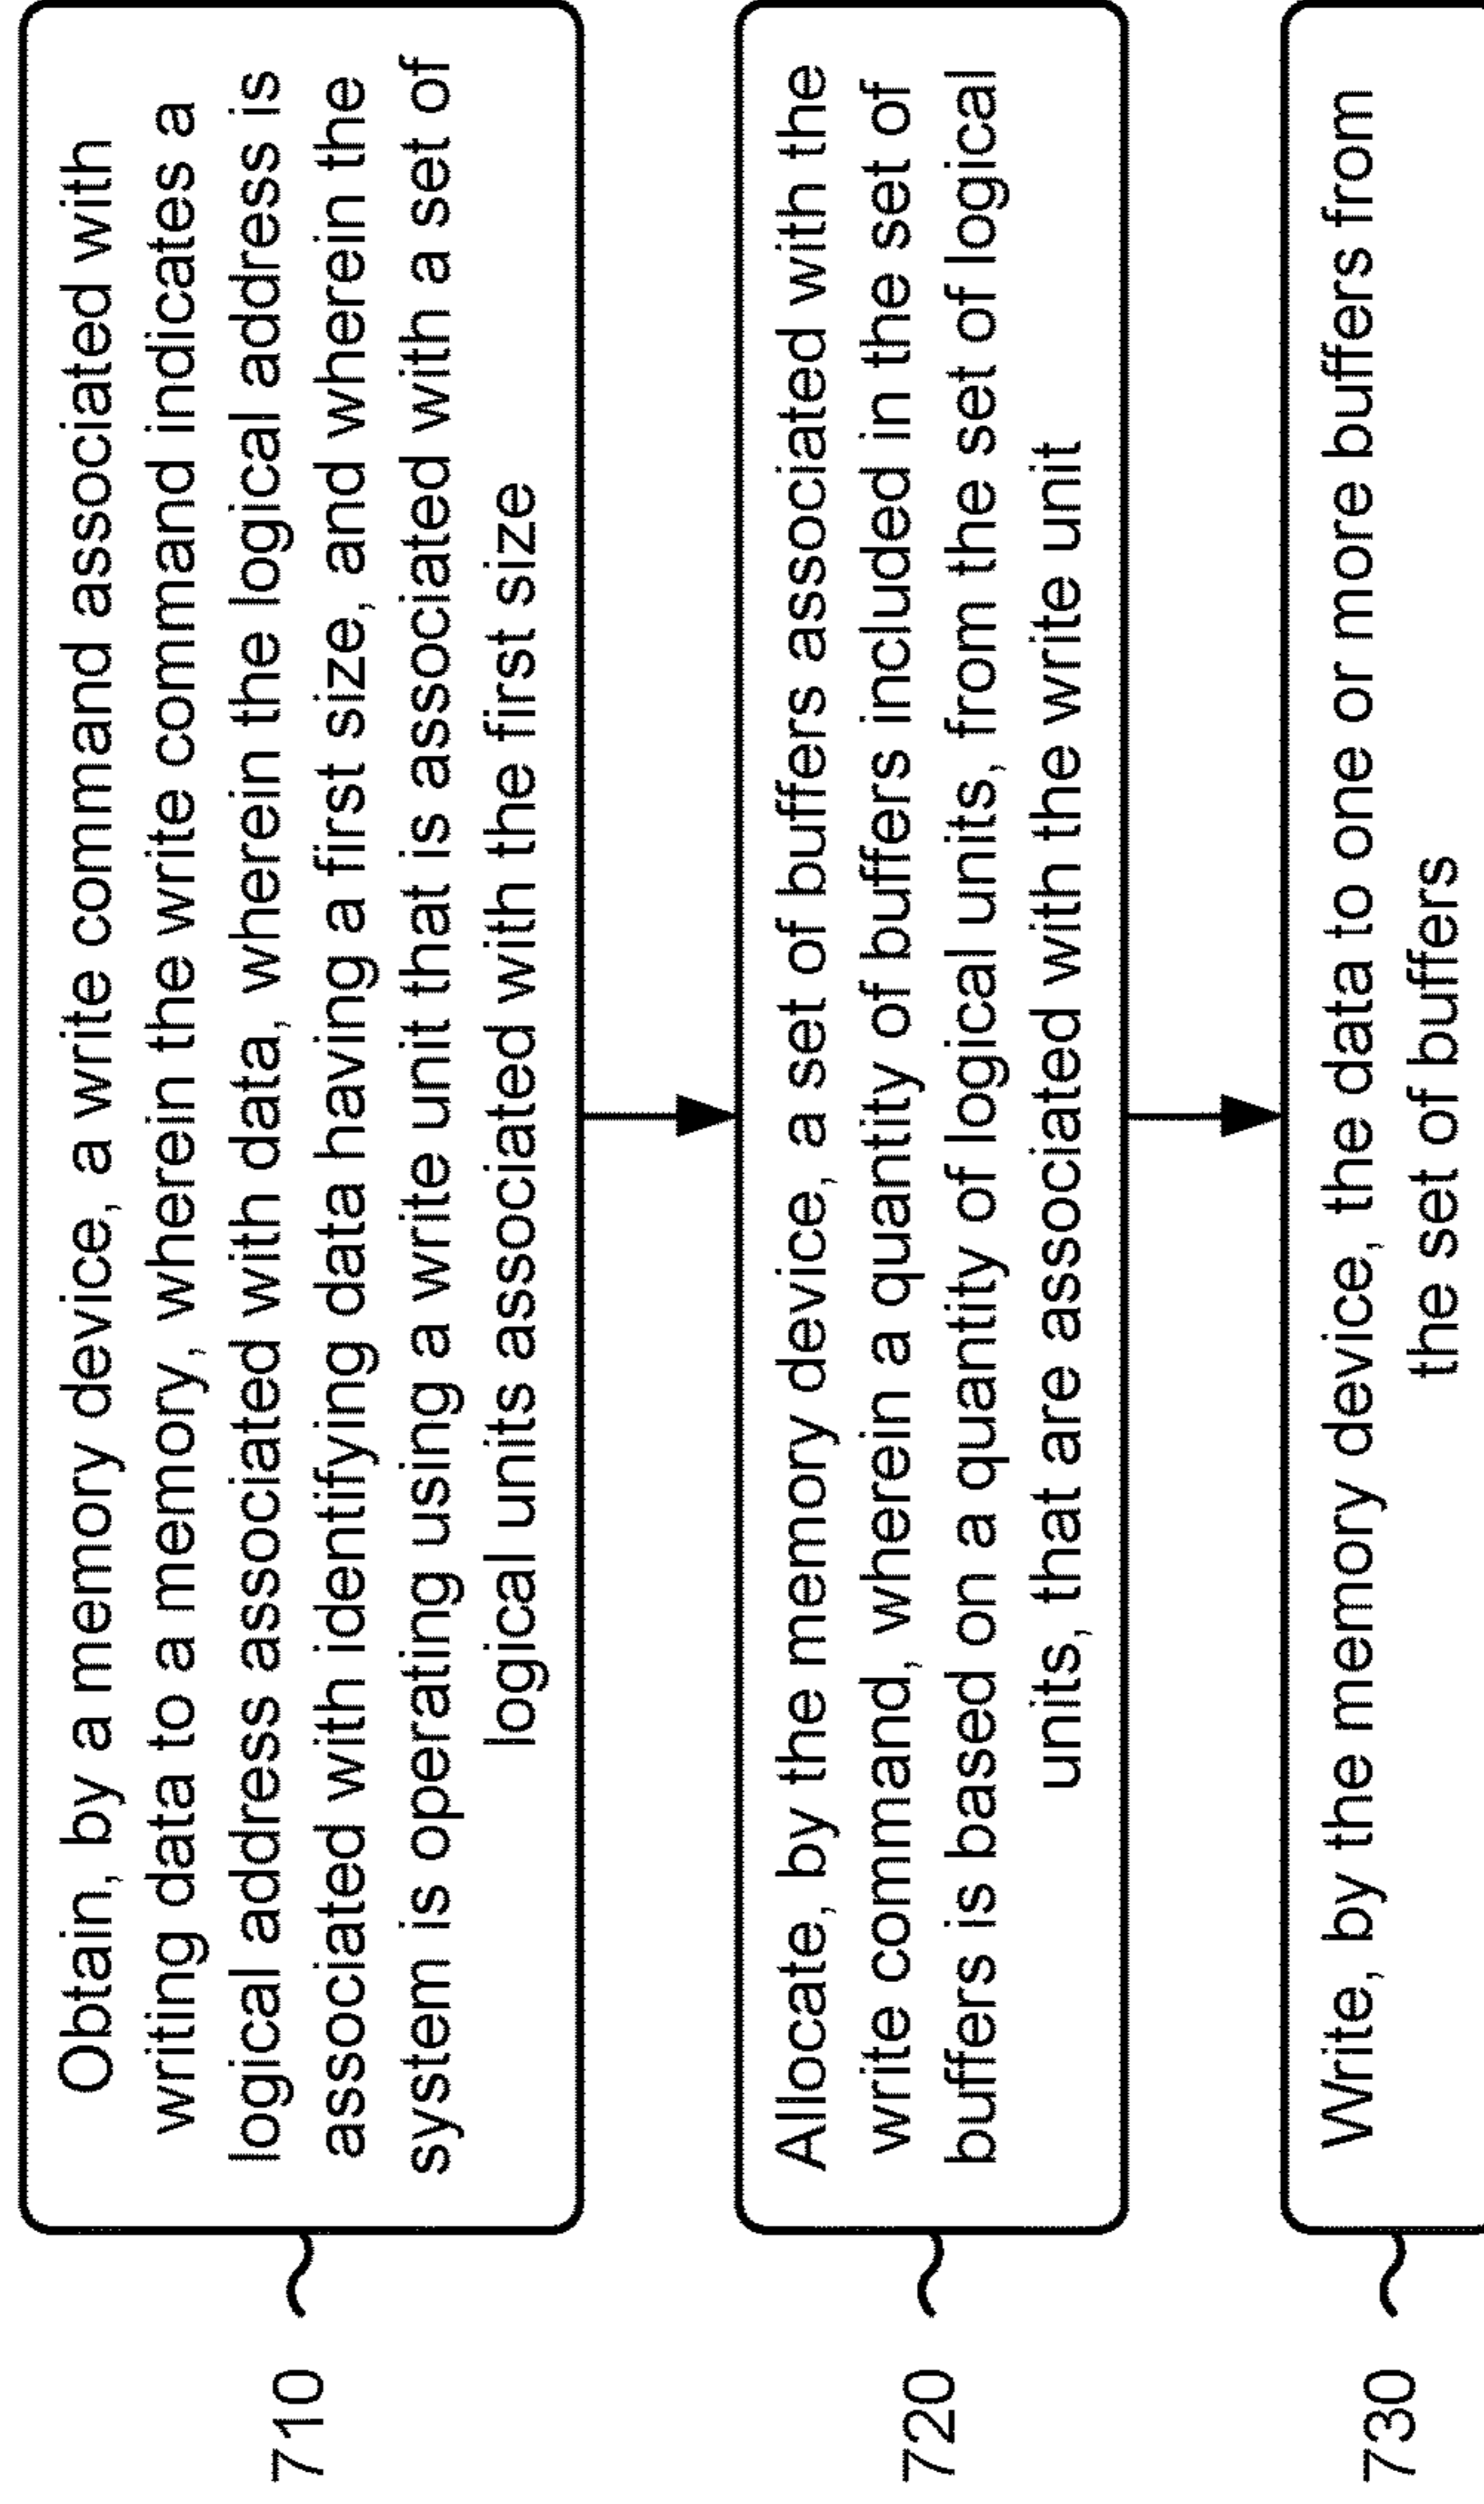 Obtain, by a memory device, a write command associated with
writing data to a memory, wherein the write command indicates a
logical address associated with data, wherein the logical address is
associated with identifying data having a first size, and wherein the
system is operating using a write unit that is associated with a set of
logical units associated with the first size
710
Allocate, by the memory device, a set of buffers associated with the
write command, wherein a quantity of buffers included in the set of
buffers is based on a quantity of logical units, from the set of logical
units, that are associated with the write unit
720
Write, by the memory device, the data to one or more buffers from
the set of buffers
730